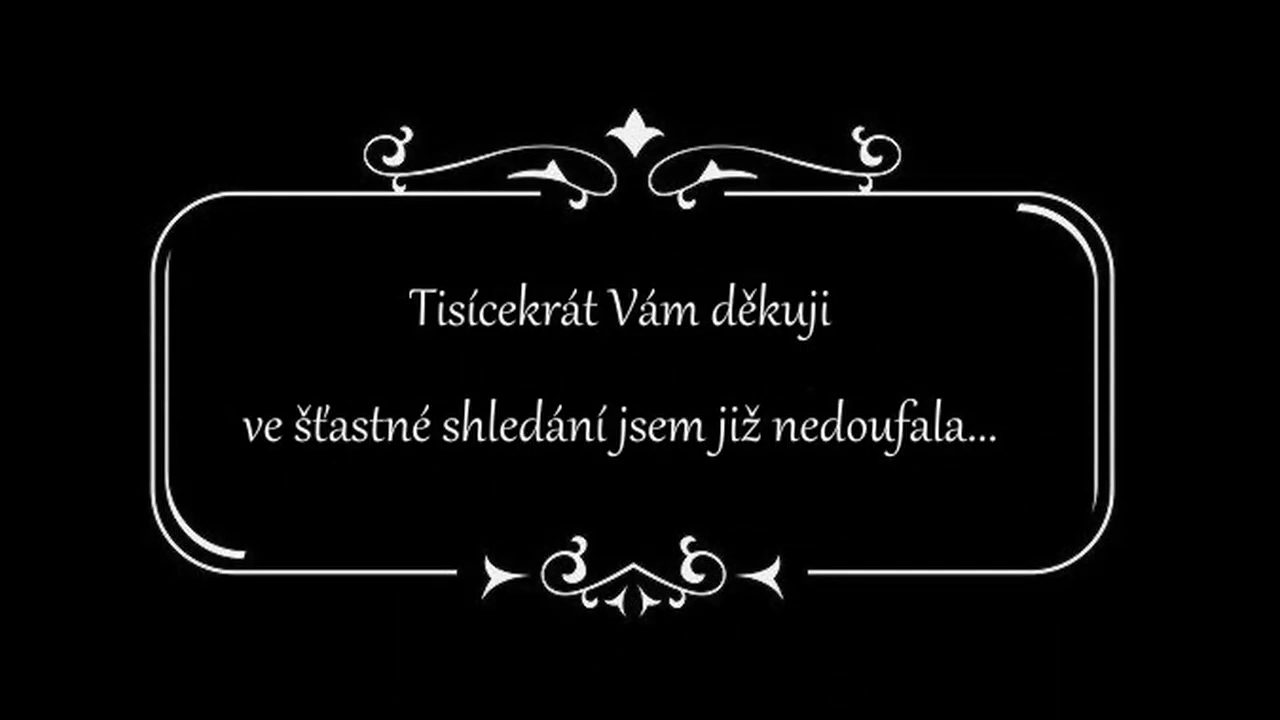 Tisícekrát Vám děkuji
ve šťastné shledání jsem již nedoufala...